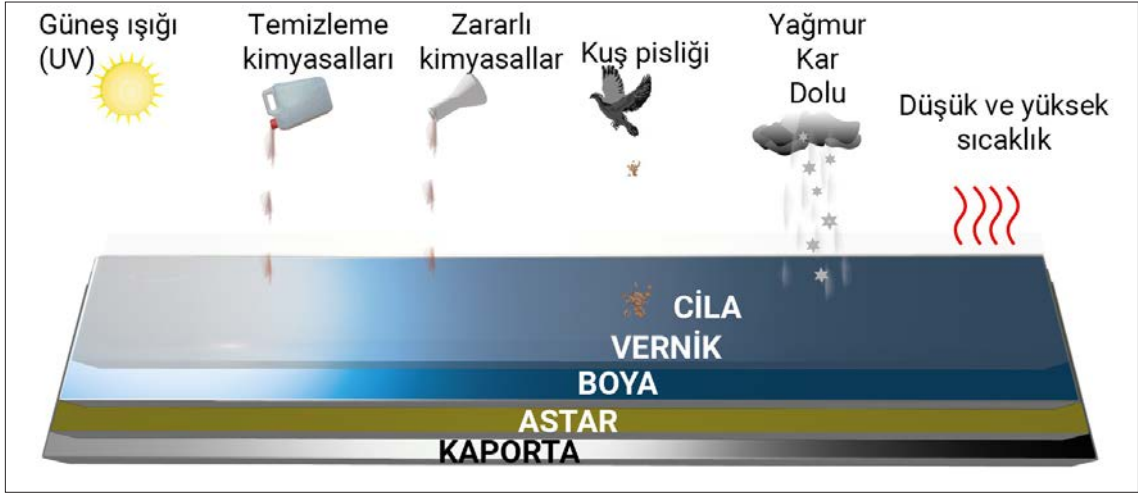 Güneş ışığı
(UV)
Temizleme
kimyasalları
Zararlı
kimyasallar
Kuş pisliği
Yağmur
Kar
Dolu
Düşük ve yüksek
sıcaklık
CİLA
VERNİK
BOYA
ASTAR
KAPORTA